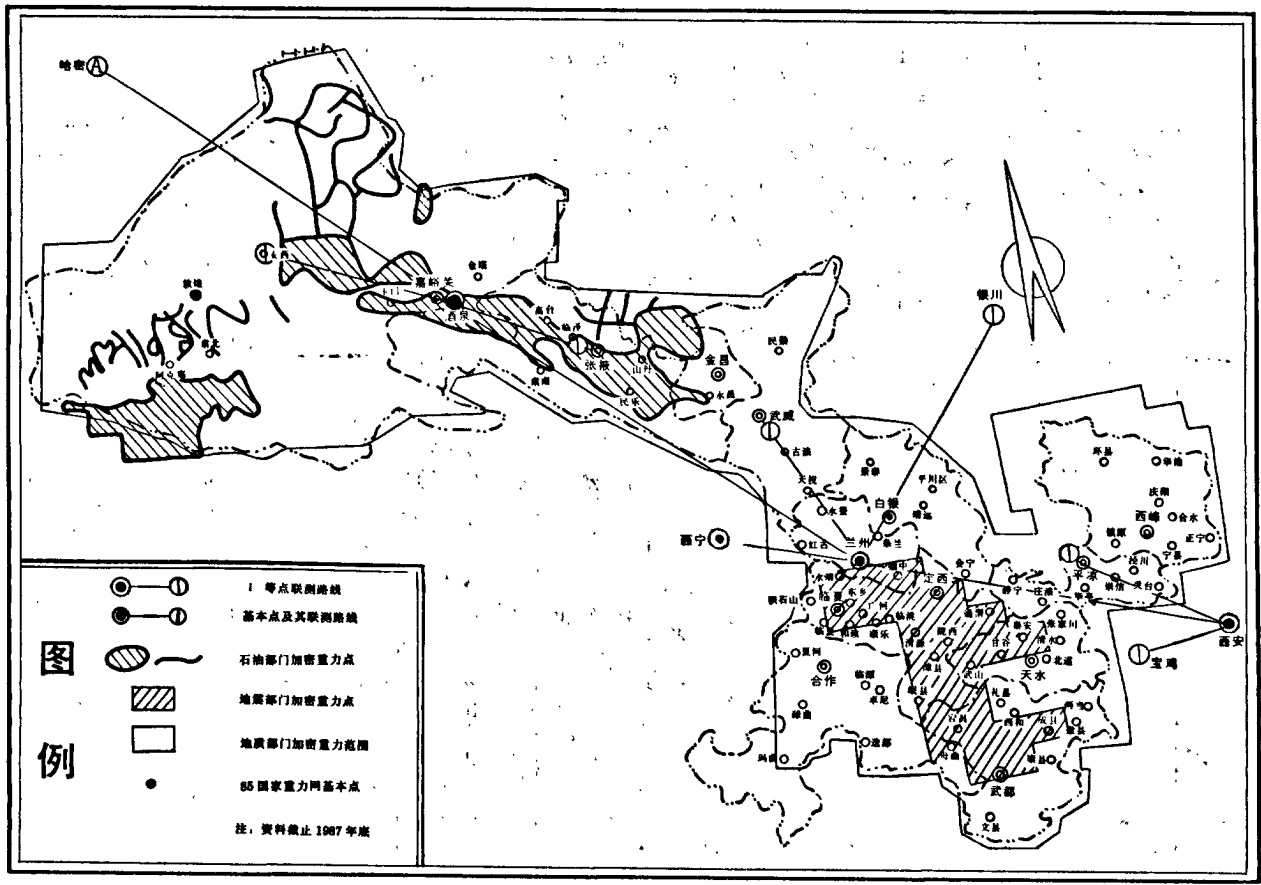 哈密
A
永昌
金塔
敦煌
嘉峪关
酒泉
高台
临泽
张掖
山丹
民乐
肃南
肃北
阿克塞
金昌
民勤
银川
武威
古浪
天祝
景泰
平川区
白银
靖远
永登
皋兰
兰州
红古
西宁
环县
华池
庆阳
西峰
合水
镇原
宁县
正宁
泾川
平凉
崇信
灵台
华亭
西安
宝鸡
会宁
静宁
庄浪
定西
榆中
永靖
积石山
临夏
东乡
广河
临洮
康乐
和政
夏河
合作
临潭
卓尼
碌曲
玛曲
迭部
渭源
陇西
漳县
武山
甘谷
秦安
清水
张家川
通渭
北道
天水
岷县
礼县
西和
宕昌
舟曲
成县
两当
徽县
康县
武都
文县
图例
Ⅰ等点联测路线
基本点及其联测路线
石油部门加密重力点
地震部门加密重力点
地质部门加密重力范围
85国家重力网基本点
注：资料截止1987年底